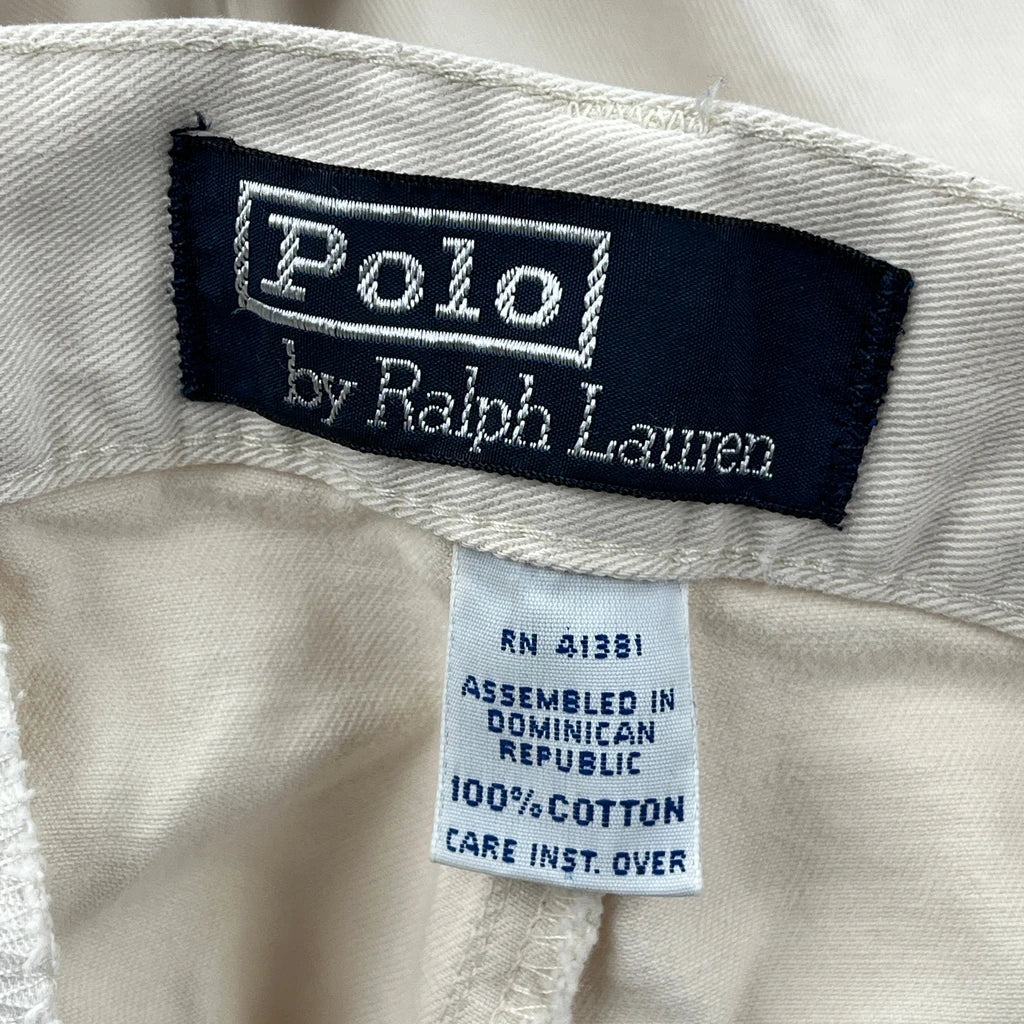 Polo
by Ralph Lauren
RN 41381
ASSEMBLED IN
DOMINICAN
REPUBLIC
100% COTTON
CARE INST. OVER